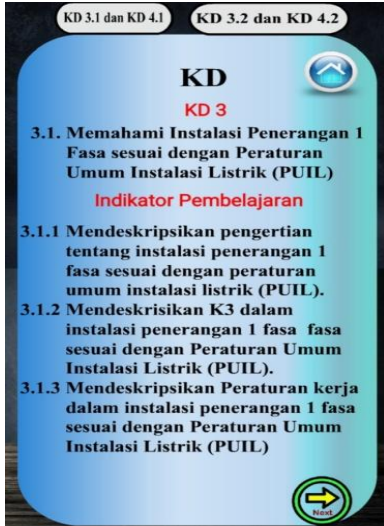 KD 3.1 dan KD 4.1
KD 3.2 dan KD 4.2
KD
KD 3
3.1. Memahami Instalasi Penerangan 1
Fasa sesuai dengan Peraturan
Umum Instalasi Listrik (PUIL)
Indikator Pembelajaran
3.1.1 Mendeskripsikan pengertian
tentang instalasi penerangan 1
fasa sesuai dengan peraturan
umum instalasi listrik (PUIL).
3.1.2 Mendeskrisikan K3 dalam
instalasi penerangan 1 fasa fasa
sesuai dengan Peraturan Umum
Instalasi Listrik (PUIL).
3.1.3 Mendeskripsikan Peraturan kerja
dalam instalasi penerangan 1 fasa
sesuai dengan Peraturan Umum
Instalasi Listrik (PUIL)
Next